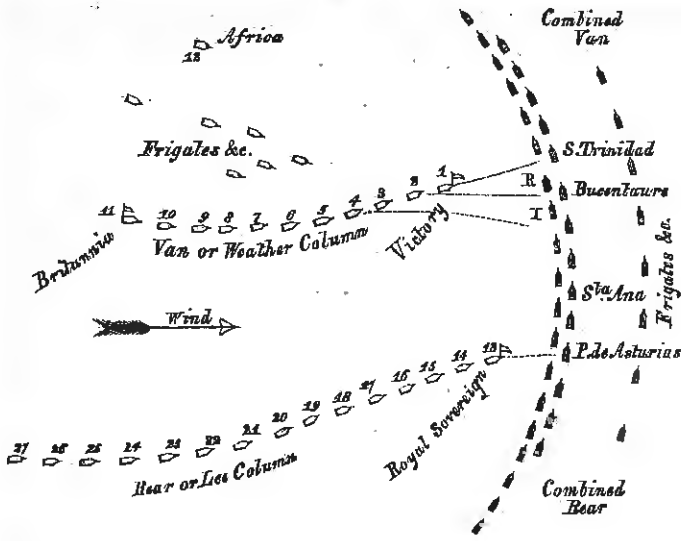 Combined
Van
Africa
12
Frigates &c.
S. Trinidad
Bucentaure
R
I
1
2
3
4
5
6
7
8
9
10
11
Victory
Britannia
Van or Weather Column
Frigates &c.
Sta. Ana
Wind
P. de Asturias
13
14
15
16
17
18
19
20
21
22
23
24
25
26
27
Royal Sovereign
Rear or Lee Column
Combined
Rear